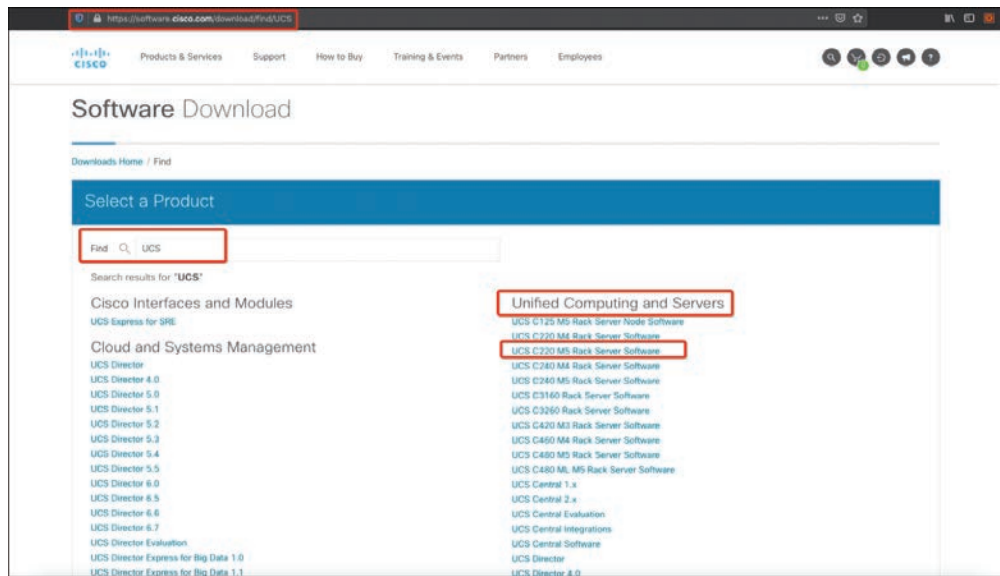 https://software.cisco.com/download/find/UCS
CISCO
Products & Services
Support
How to Buy
Training & Events
Partners
Employees
Software Download
Downloads Home / Find
Select a Product
Find
UCS
Search results for "UCS"
Cisco Interfaces and Modules
UCS Express for SRE
Cloud and Systems Management
UCS Director
UCS Director 4.0
UCS Director 5.0
UCS Director 5.1
UCS Director 5.2
UCS Director 5.3
UCS Director 5.4
UCS Director 5.5
UCS Director 6.0
UCS Director 6.5
UCS Director 6.6
UCS Director 6.7
UCS Director Evaluation
UCS Director Express for Big Data 1.0
UCS Director Express for Big Data 1.1
Unified Computing and Servers
UCS C125 M5 Rack Server Node Software
UCS C220 M4 Rack Server Software
UCS C220 M5 Rack Server Software
UCS C240 M4 Rack Server Software
UCS C240 M5 Rack Server Software
UCS C3160 Rack Server Software
UCS C3260 Rack Server Software
UCS C420 M3 Rack Server Software
UCS C460 M4 Rack Server Software
UCS C480 M5 Rack Server Software
UCS C480 ML M5 Rack Server Software
UCS Central 1.x
UCS Central 2.x
UCS Central Evaluation
UCS Central Integrations
UCS Central Software
UCS Director
UCS Director 4.0